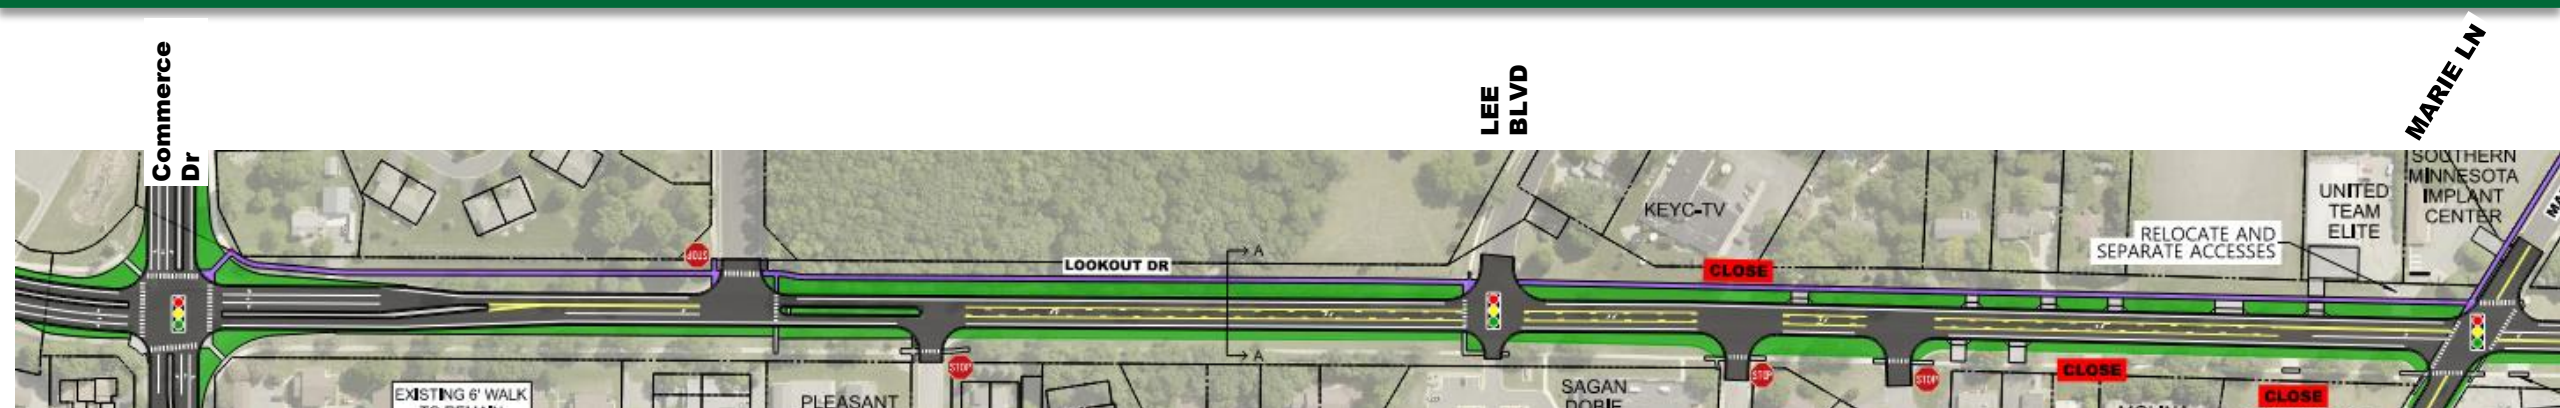 Commerce
Dr
LEE
BLVD
MARIE LN
SOUTHERN
MINNESOTA
IMPLANT
CENTER
UNITED
TEAM
ELITE
KEYC-TV
RELOCATE AND
SEPARATE ACCESSES
STOP
LOOKOUT DR
A
CLOSE
A
STOP
STOP
STOP
CLOSE
CLOSE
EXISTING 6' WALK
PLEASANT
SAGAN